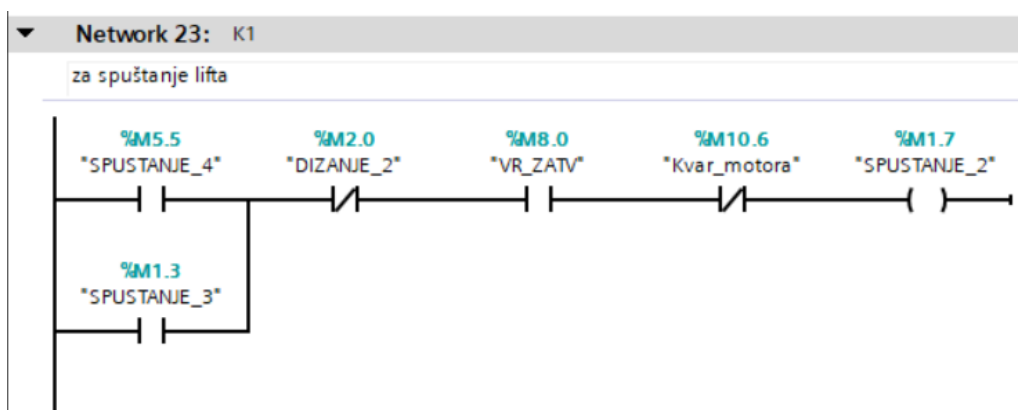 Network 23: K1
za spuštanje lifta
%M5.5 %M2.0 %M8.0 %M10.6 %M1.7
"SPUSTANJE_4" "DIZANJE_2" "VR_ZATV" "Kvar_motora" "SPUSTANJE_2"
%M1.3
"SPUSTANJE_3"